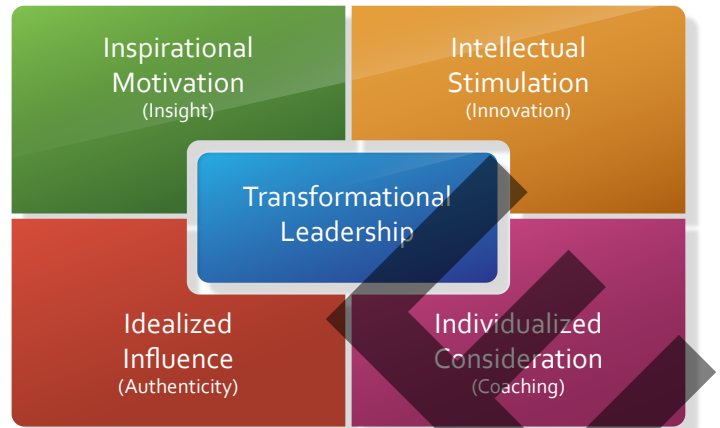 Inspirational
Motivation
(Insight)
Intellectual
Stimulation
(Innovation)
Transformational
Leadership
Idealized
Influence
(Authenticity)
Individualized
Consideration
(Coaching)